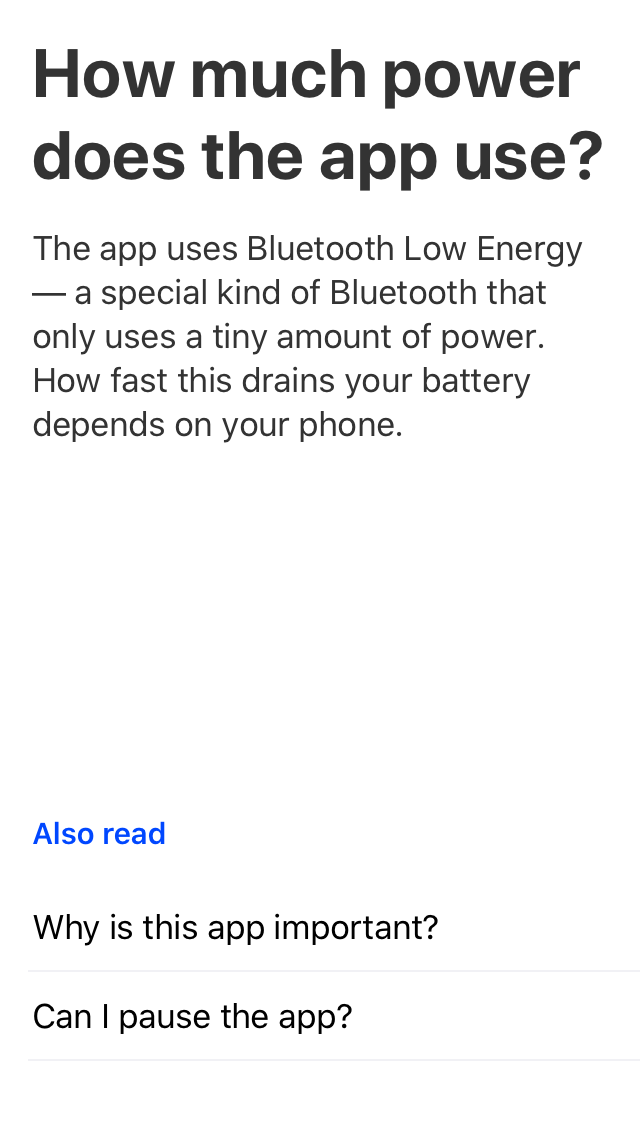 How much power
does the app use?
The app uses Bluetooth Low Energy
— a special kind of Bluetooth that
only uses a tiny amount of power.
How fast this drains your battery
depends on your phone.
Also read
Why is this app important?
Can I pause the app?